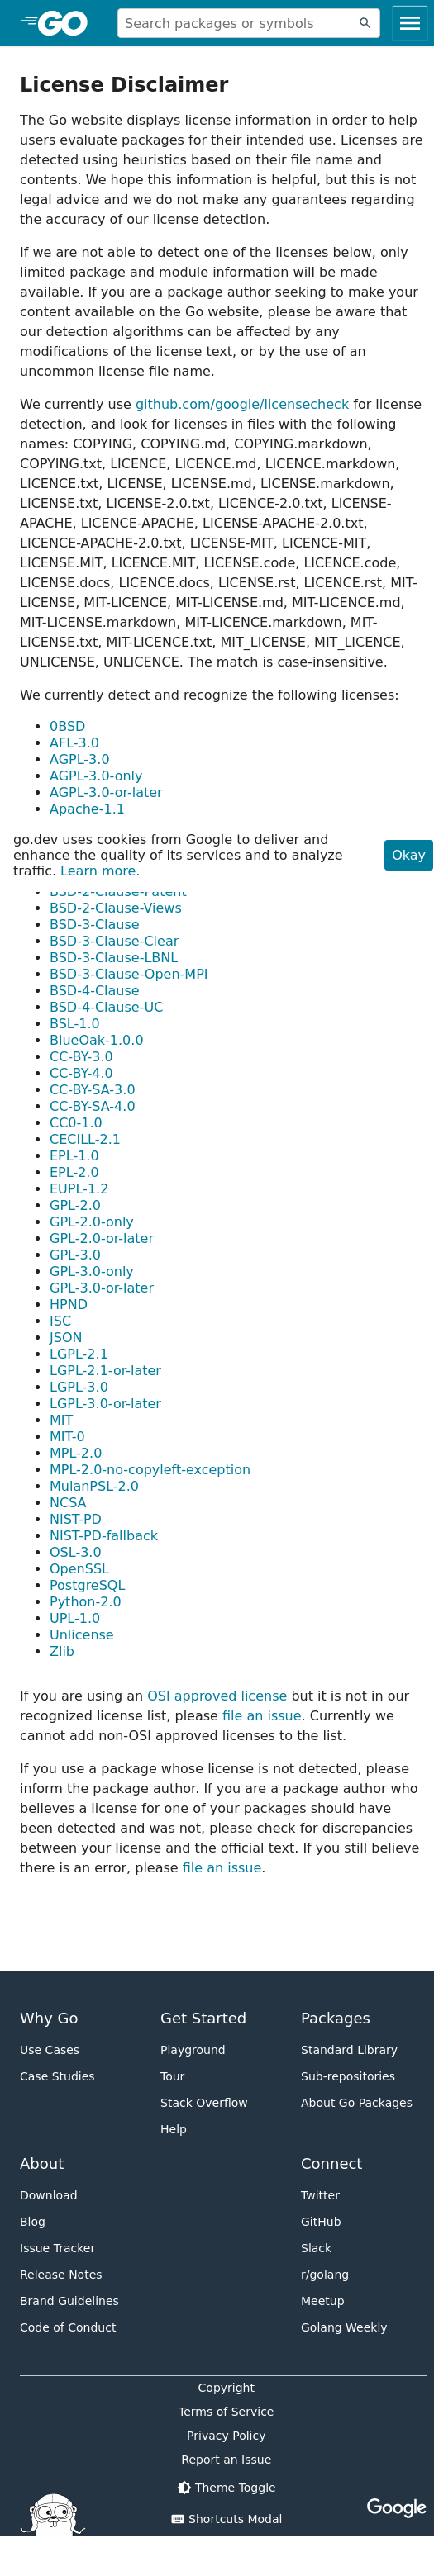 GO
Search packages or symbols
License Disclaimer
The Go website displays license information in order to help
users evaluate packages for their intended use. Licenses are
detected using heuristics based on their file name and
contents. We hope this information is helpful, but this is not
legal advice and we do not make any guarantees regarding
the accuracy of our license detection.
If we are not able to detect one of the licenses below, only
limited package and module information will be made
available. If you are a package author seeking to make your
content available on the Go website, please be aware that
our detection algorithms can be affected by any
modifications of the license text, or by the use of an
uncommon license file name.
We currently use github.com/google/licensecheck for license
detection, and look for licenses in files with the following
names: COPYING, COPYING.md, COPYING.markdown,
COPYING.txt, LICENCE, LICENCE.md, LICENCE.markdown,
LICENCE.txt, LICENSE, LICENSE.md, LICENSE.markdown,
LICENSE.txt, LICENSE-2.0.txt, LICENCE-2.0.txt, LICENSE-
APACHE, LICENCE-APACHE, LICENSE-APACHE-2.0.txt,
LICENCE-APACHE-2.0.txt, LICENSE-MIT, LICENCE-MIT,
LICENSE.MIT, LICENCE.MIT, LICENSE.code, LICENCE.code,
LICENSE.docs, LICENCE.docs, LICENSE.rst, LICENCE.rst, MIT-
LICENSE, MIT-LICENCE, MIT-LICENSE.md, MIT-LICENCE.md,
MIT-LICENSE.markdown, MIT-LICENCE.markdown, MIT-
LICENSE.txt, MIT-LICENCE.txt, MIT_LICENSE, MIT_LICENCE,
UNLICENSE, UNLICENCE. The match is case-insensitive.
We currently detect and recognize the following licenses:
0BSD
AFL-3.0
AGPL-3.0
AGPL-3.0-only
AGPL-3.0-or-later
Apache-1.1
go.dev uses cookies from Google to deliver and
enhance the quality of its services and to analyze
traffic. Learn more.
Okay
BSD-2-Clause-Patent
BSD-2-Clause-Views
BSD-3-Clause
BSD-3-Clause-Clear
BSD-3-Clause-LBNL
BSD-3-Clause-Open-MPI
BSD-4-Clause
BSD-4-Clause-UC
BSL-1.0
BlueOak-1.0.0
CC-BY-3.0
CC-BY-4.0
CC-BY-SA-3.0
CC-BY-SA-4.0
CC0-1.0
CECILL-2.1
EPL-1.0
EPL-2.0
EUPL-1.2
GPL-2.0
GPL-2.0-only
GPL-2.0-or-later
GPL-3.0
GPL-3.0-only
GPL-3.0-or-later
HPND
ISC
JSON
LGPL-2.1
LGPL-2.1-or-later
LGPL-3.0
LGPL-3.0-or-later
MIT
MIT-0
MPL-2.0
MPL-2.0-no-copyleft-exception
MulanPSL-2.0
NCSA
NIST-PD
NIST-PD-fallback
OSL-3.0
OpenSSL
PostgreSQL
Python-2.0
UPL-1.0
Unlicense
Zlib
If you are using an OSI approved license but it is not in our
recognized license list, please file an issue. Currently we
cannot add non-OSI approved licenses to the list.
If you use a package whose license is not detected, please
inform the package author. If you are a package author who
believes a license for one of your packages should have
been detected and was not, please check for discrepancies
between your license and the official text. If you still believe
there is an error, please file an issue.
Why Go
Use Cases
Case Studies
Get Started
Playground
Tour
Stack Overflow
Help
Packages
Standard Library
Sub-repositories
About Go Packages
About
Download
Blog
Issue Tracker
Release Notes
Brand Guidelines
Code of Conduct
Connect
Twitter
GitHub
Slack
r/golang
Meetup
Golang Weekly
Copyright
Terms of Service
Privacy Policy
Report an Issue
Theme Toggle
Shortcuts Modal
Google